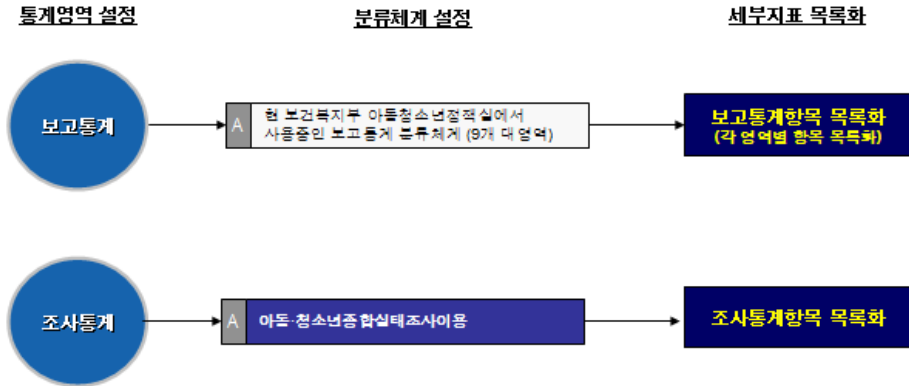 통계영역 설정
분류체계 설정
세부지표 목록화
보고통계
A
현 보건복지부 아동청소년정책실에서
사용중인 보고통계 분류체계 (9개 대영역)
보고통계항목 목록화
(각 영역별 항목 목록화)
조사통계
A
아동·청소년종합실태조사이용
조사통계항목 목록화